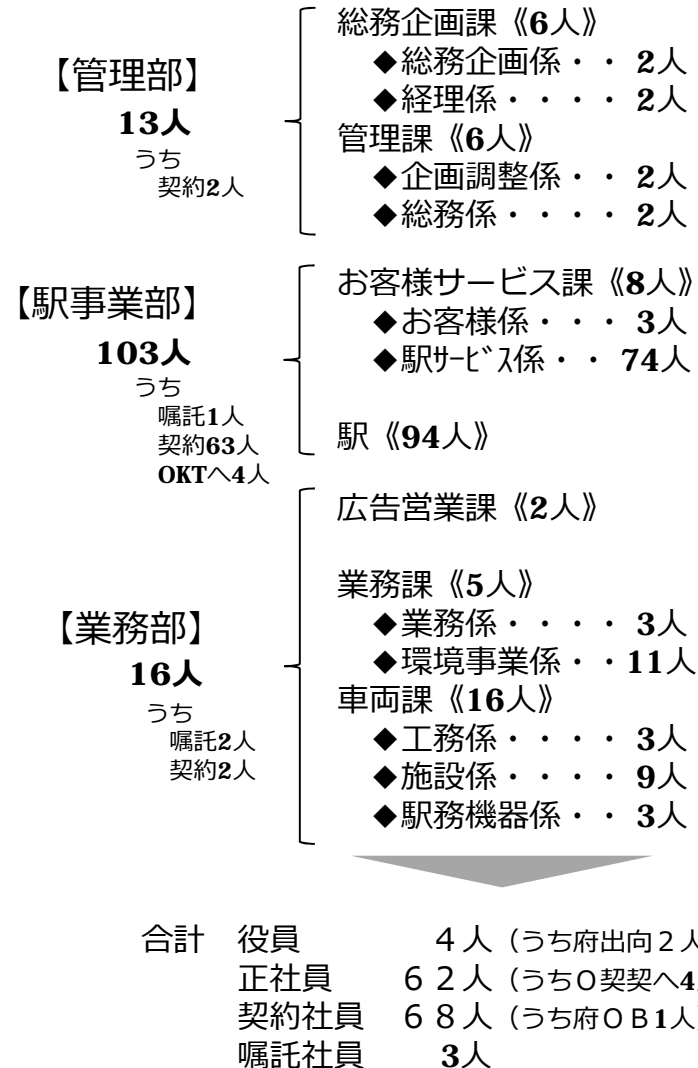 総務企画課《6人》
【管理部】
◆総務企画係・・ 2人
13人
◆経理係・・・・ 2人
うち
管理課《6人》
契約2人
◆企画調整係・・ 2人
◆総務係・・・・ 2人
お客様サービス課《8人》
【駅事業部】
◆お客様係・・・ 3人
103人
◆駅ｻｰﾋﾞｽ係・・ 74人
うち
嘱託1人
契約63人
駅《94人》
OKTへ4人
広告営業課《2人》
業務課《5人》
【業務部】
◆業務係・・・・ 3人
16人
◆環境事業係・・11人
うち
車両課《16人》
嘱託2人
◆工務係・・・・ 3人
契約2人
◆施設係・・・・ 9人
◆駅務機器係・・ 3人
合計 役員 ４人（うち府出向２人
正社員 ６２人（うちＯ契契へ4
契約社員 ６８人（うち府ＯＢ1人
嘱託社員 3人